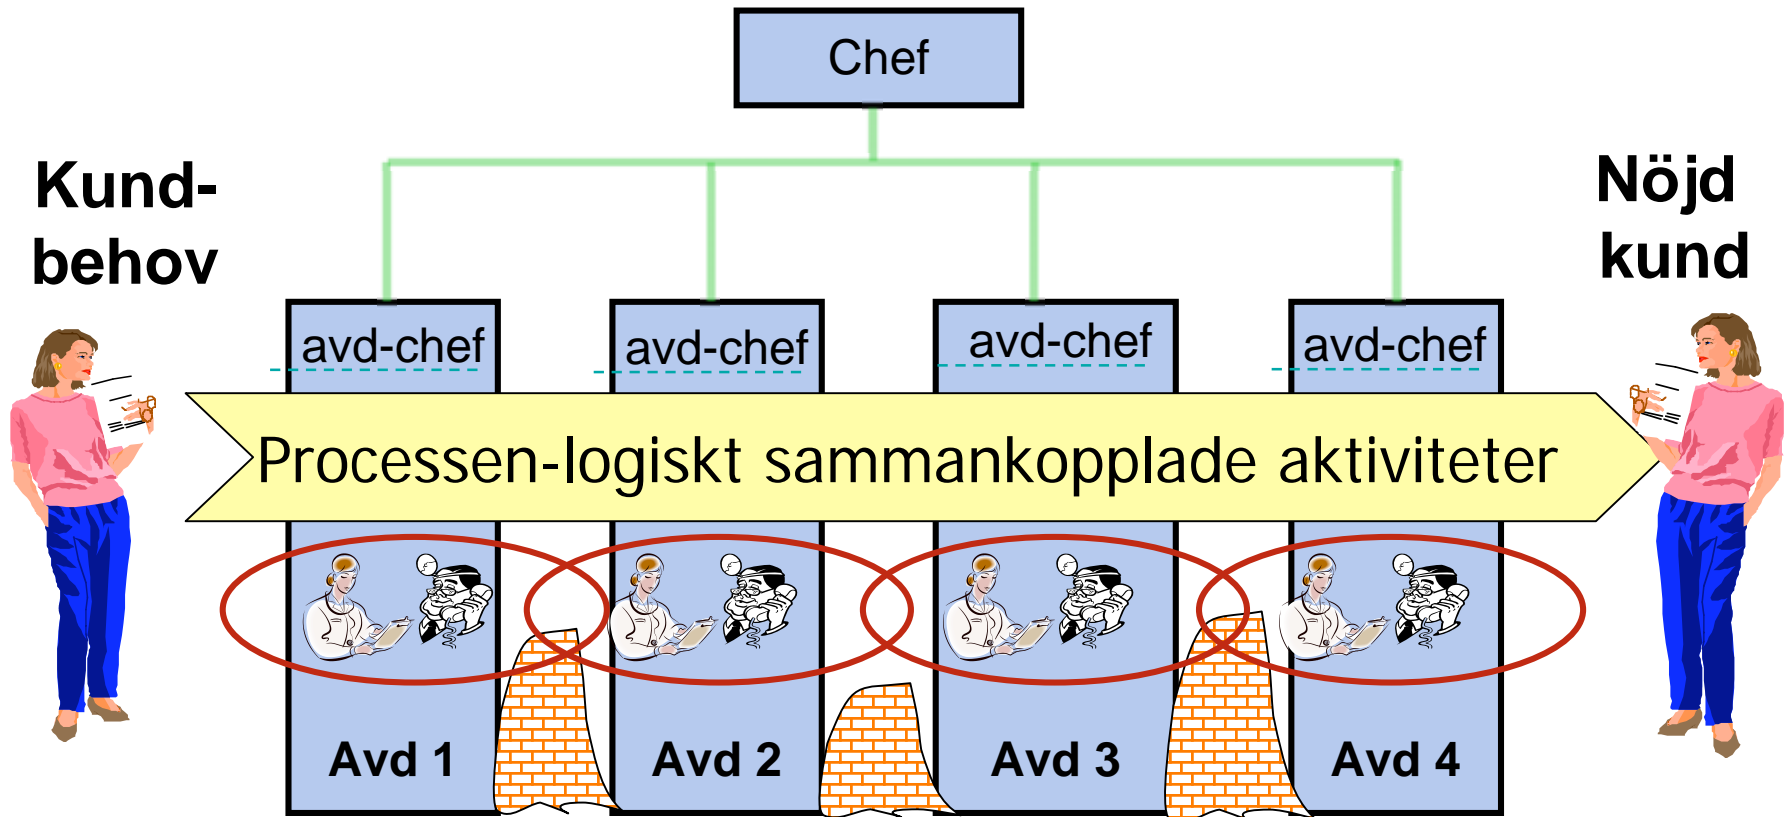 Chef
Kund-
behov
Nöjd
kund
avd-chef
avd-chef
avd-chef
avd-chef
Processen-logiskt sammankopplade aktiviteter
Avd 1
Avd 2
Avd 3
Avd 4